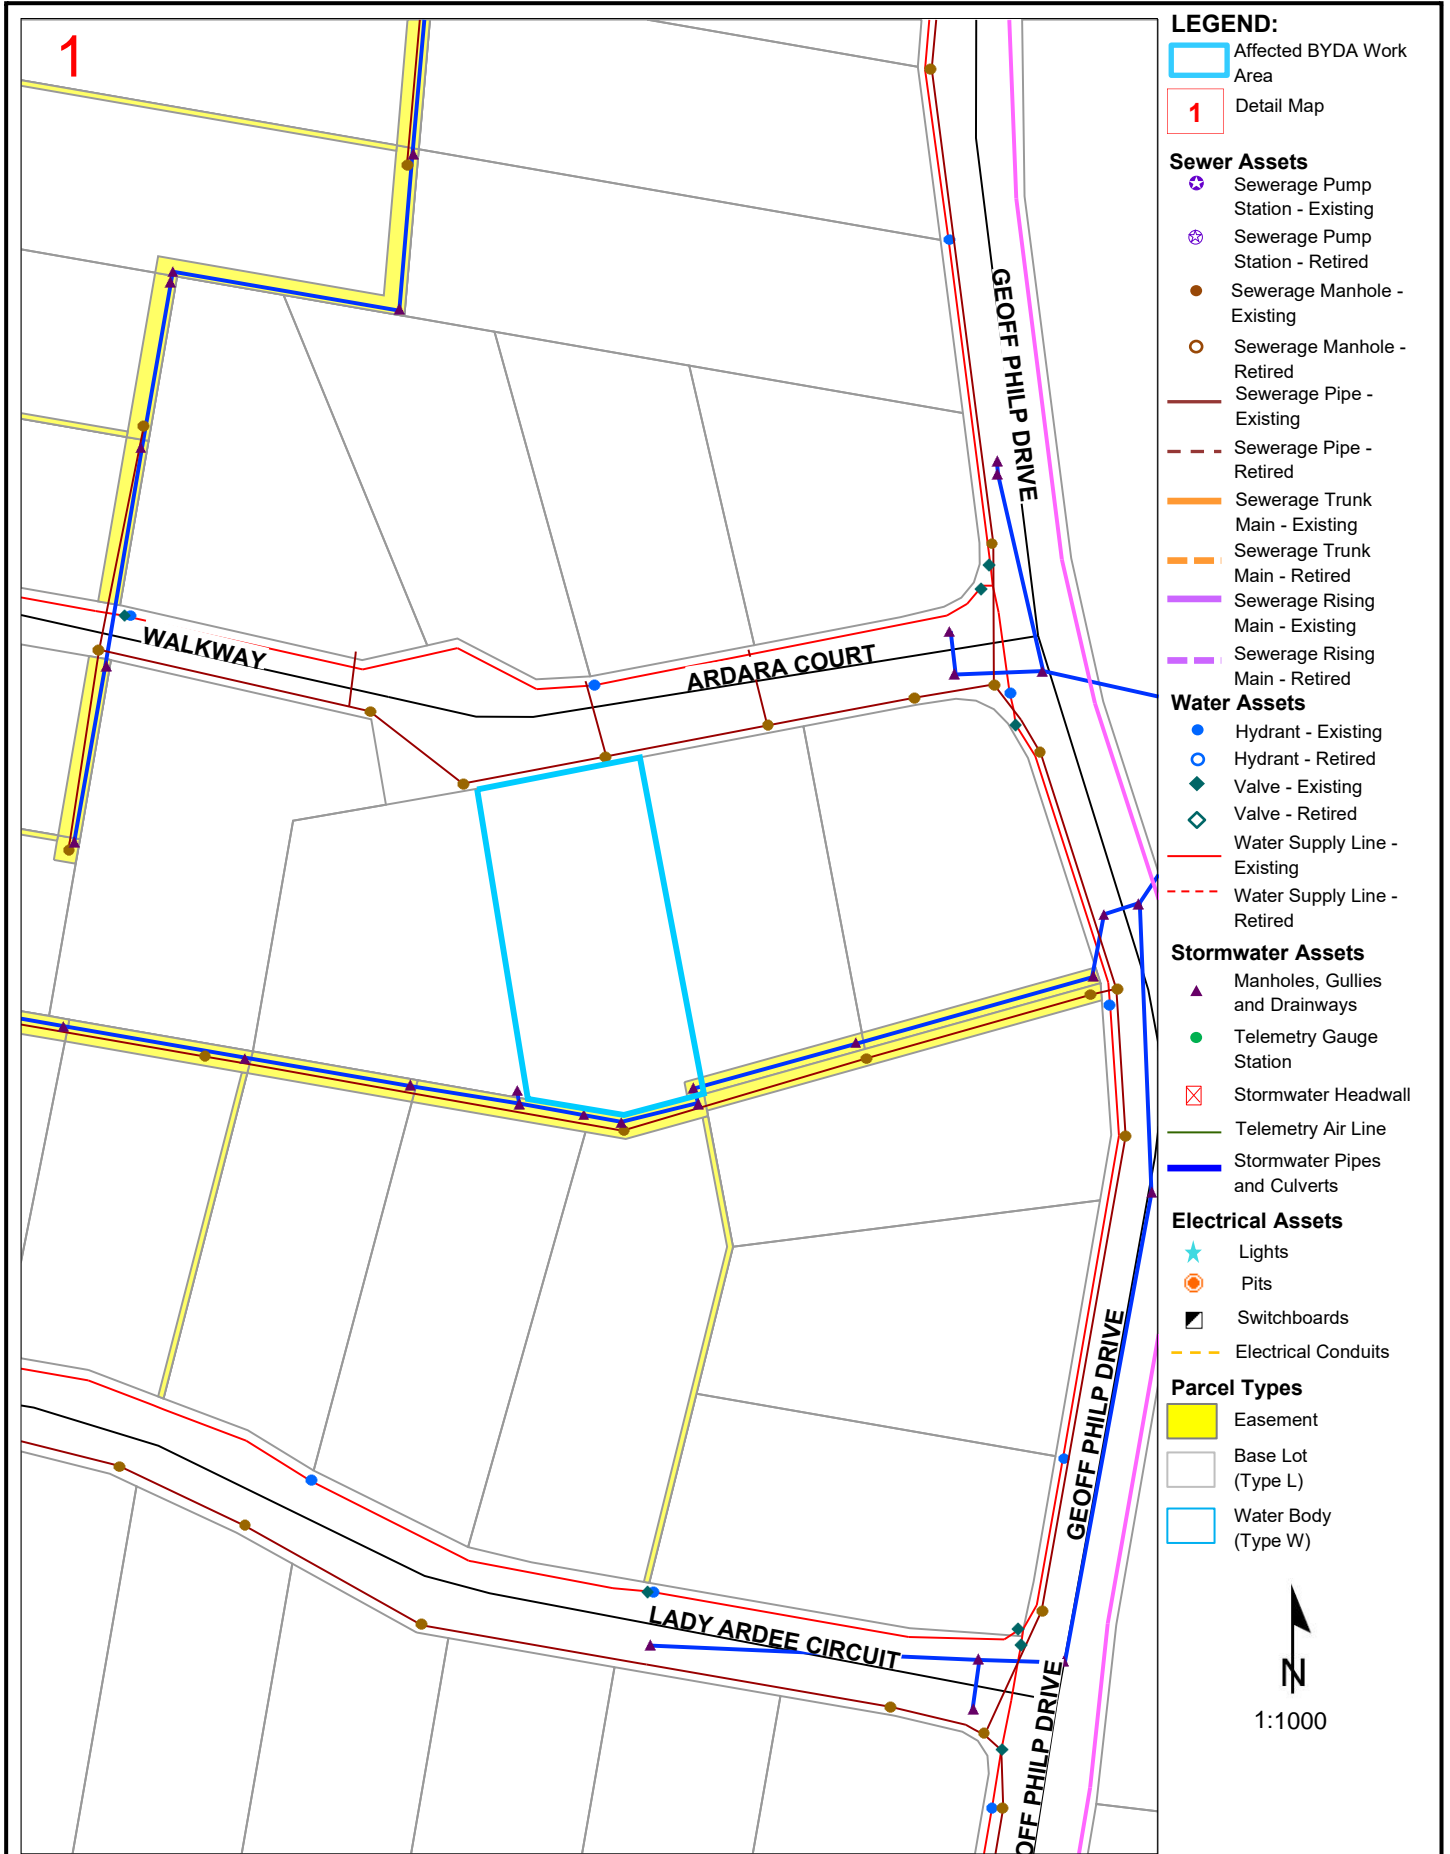 1
GEOFF PHILP DRIVE
WALKWAY
ARDARA COURT
GEOFF PHILP DRIVE
LADY ARDEE CIRCUIT
OFF PHILP DRIVE
LEGEND:
Affected BYDA Work
Area
1
Detail Map
Sewer Assets
Sewerage Pump
Station - Existing
Sewerage Pump
Station - Retired
Sewerage Manhole -
Existing
Sewerage Manhole -
Retired
Sewerage Pipe -
Existing
Sewerage Pipe -
Retired
Sewerage Trunk
Main - Existing
Sewerage Trunk
Main - Retired
Sewerage Rising
Main - Existing
Sewerage Rising
Main - Retired
Water Assets
Hydrant - Existing
Hydrant - Retired
Valve - Existing
Valve - Retired
Water Supply Line -
Existing
Water Supply Line -
Retired
Stormwater Assets
Manholes, Gullies
and Drainways
Telemetry Gauge
Station
Stormwater Headwall
Telemetry Air Line
Stormwater Pipes
and Culverts
Electrical Assets
Lights
Pits
Switchboards
Electrical Conduits
Parcel Types
Easement
Base Lot
(Type L)
Water Body
(Type W)
N
1:1000